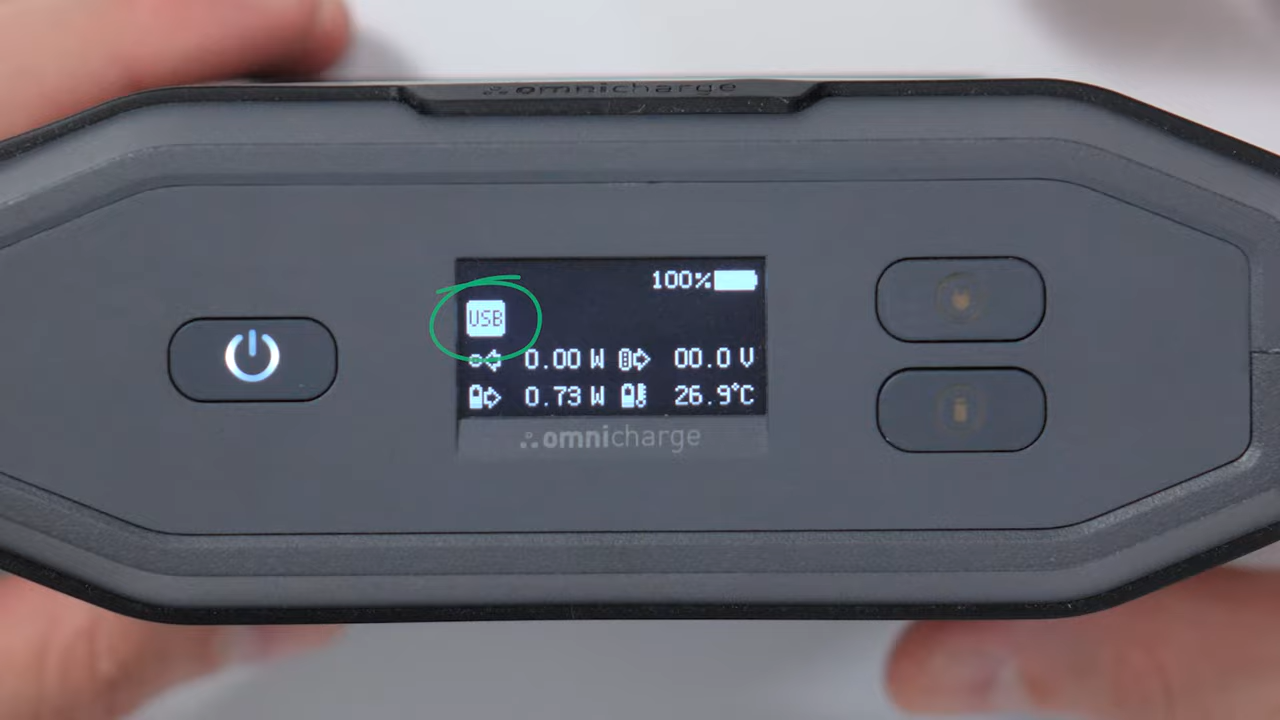 omnicharge
100%
USB
0.00 W 00.0 V
0.73 W 26.9°C
omnicharge